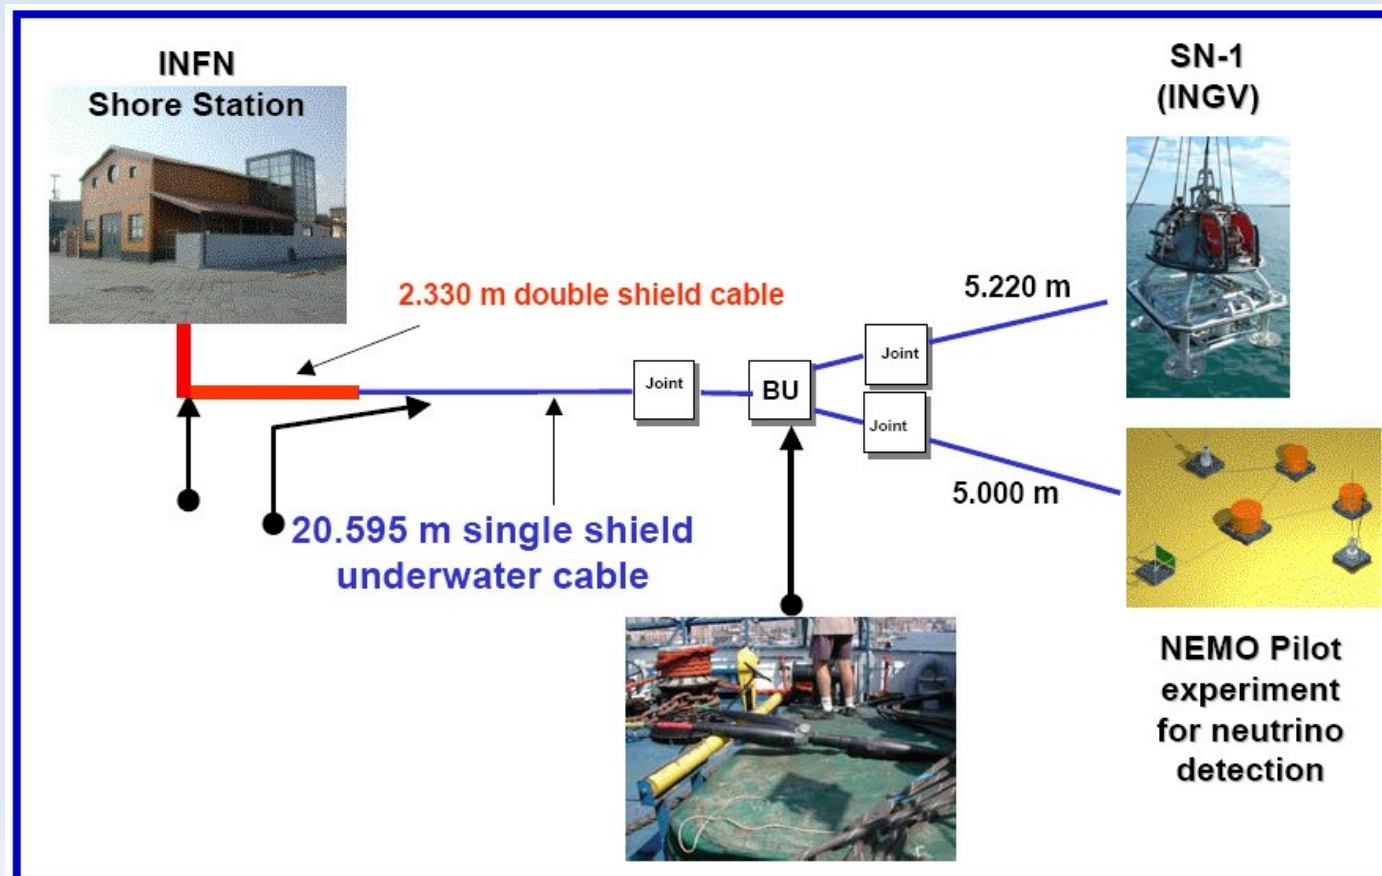 INFN
Shore Station
SN-1
(INGV)
2.330 m double shield cable
5.220 m
Joint
Joint
BU
Joint
5.000 m
20.595 m single shield
underwater cable
NEMO Pilot
experiment
for neutrino
detection